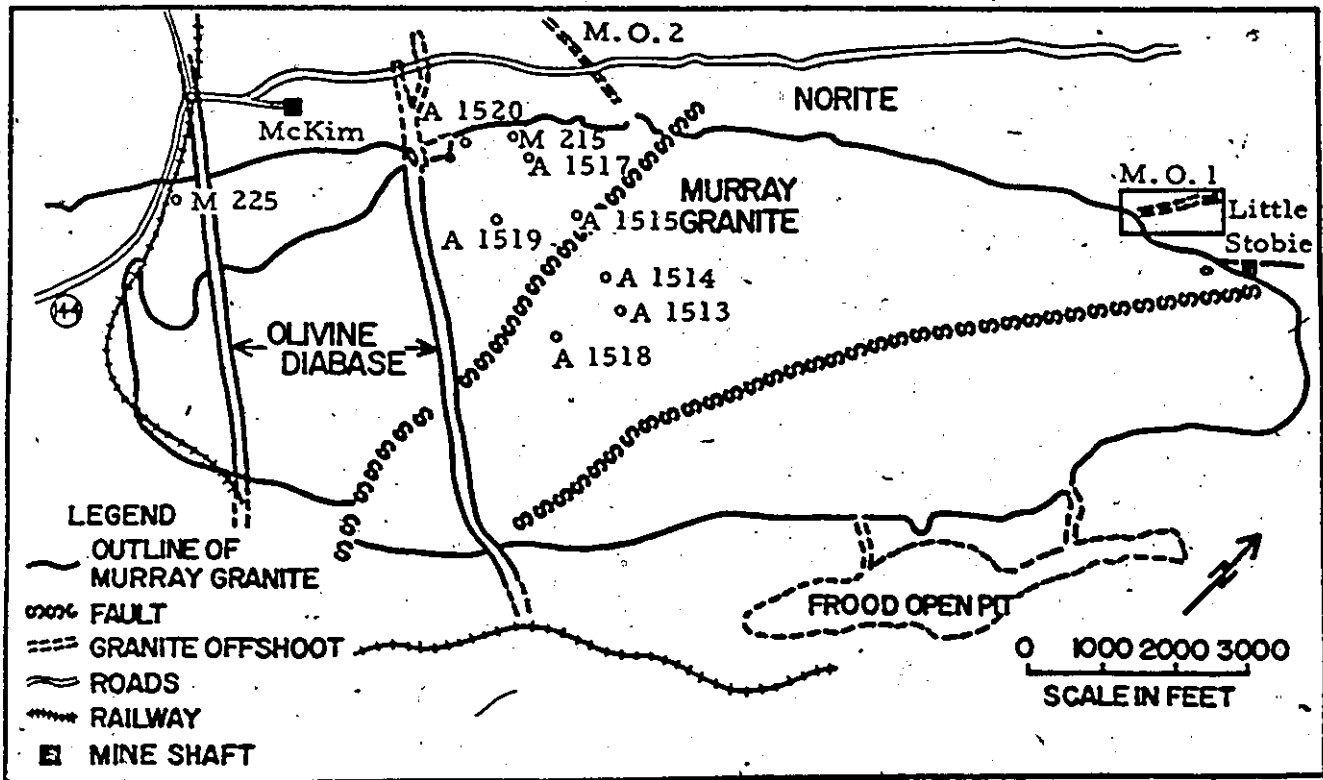 M.O.2
NORITE
A 1520
McKim
M 215
A 1517
MURRAY
GRANITE
M.O.1
Little
Stobie
M 225
A 1515
A 1519
A 1514
A 1513
144
OLIVINE
DIABASE
A 1518
LEGEND
OUTLINE OF
MURRAY GRANITE
FAULT
GRANITE OFFSHOOT
ROADS
RAILWAY
MINE SHAFT
FROOD OPEN PIT
0 1000 2000 3000
SCALE IN FEET